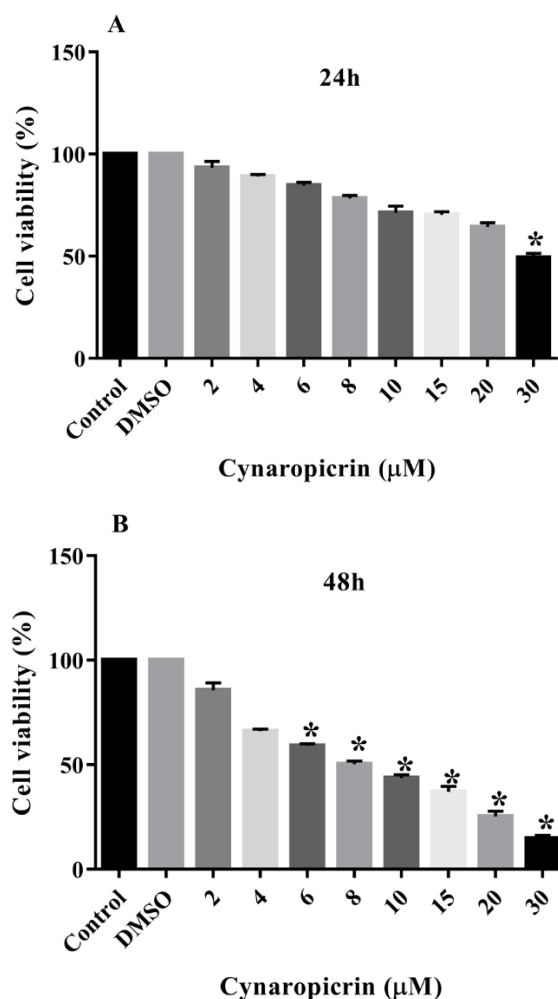 A
24h
Cell viability (%)
150
100
50
0
*
Control
DMSO
2
4
6
8
10
15
20
30
Cynaropicrin (μM)
B
48h
Cell viability (%)
150
100
50
0
* * * * * *
Control
DMSO
2
4
6
8
10
15
20
30
Cynaropicrin (μM)